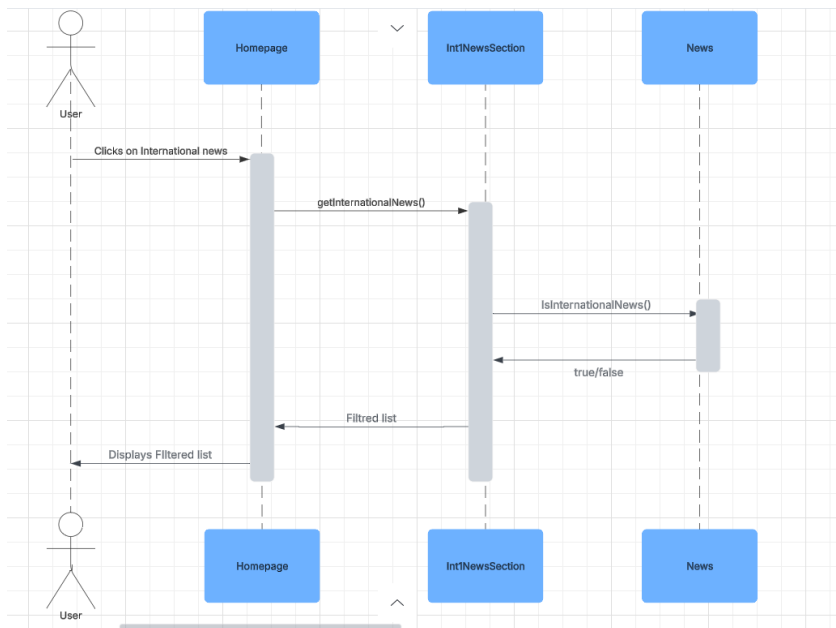 Homepage
Int1NewsSection
News
User
Clicks on International news
getInternationalNews()
IsInternationalNews()
true/false
Filtred list
Displays FIltered list
Homepage
Int1NewsSection
News
User